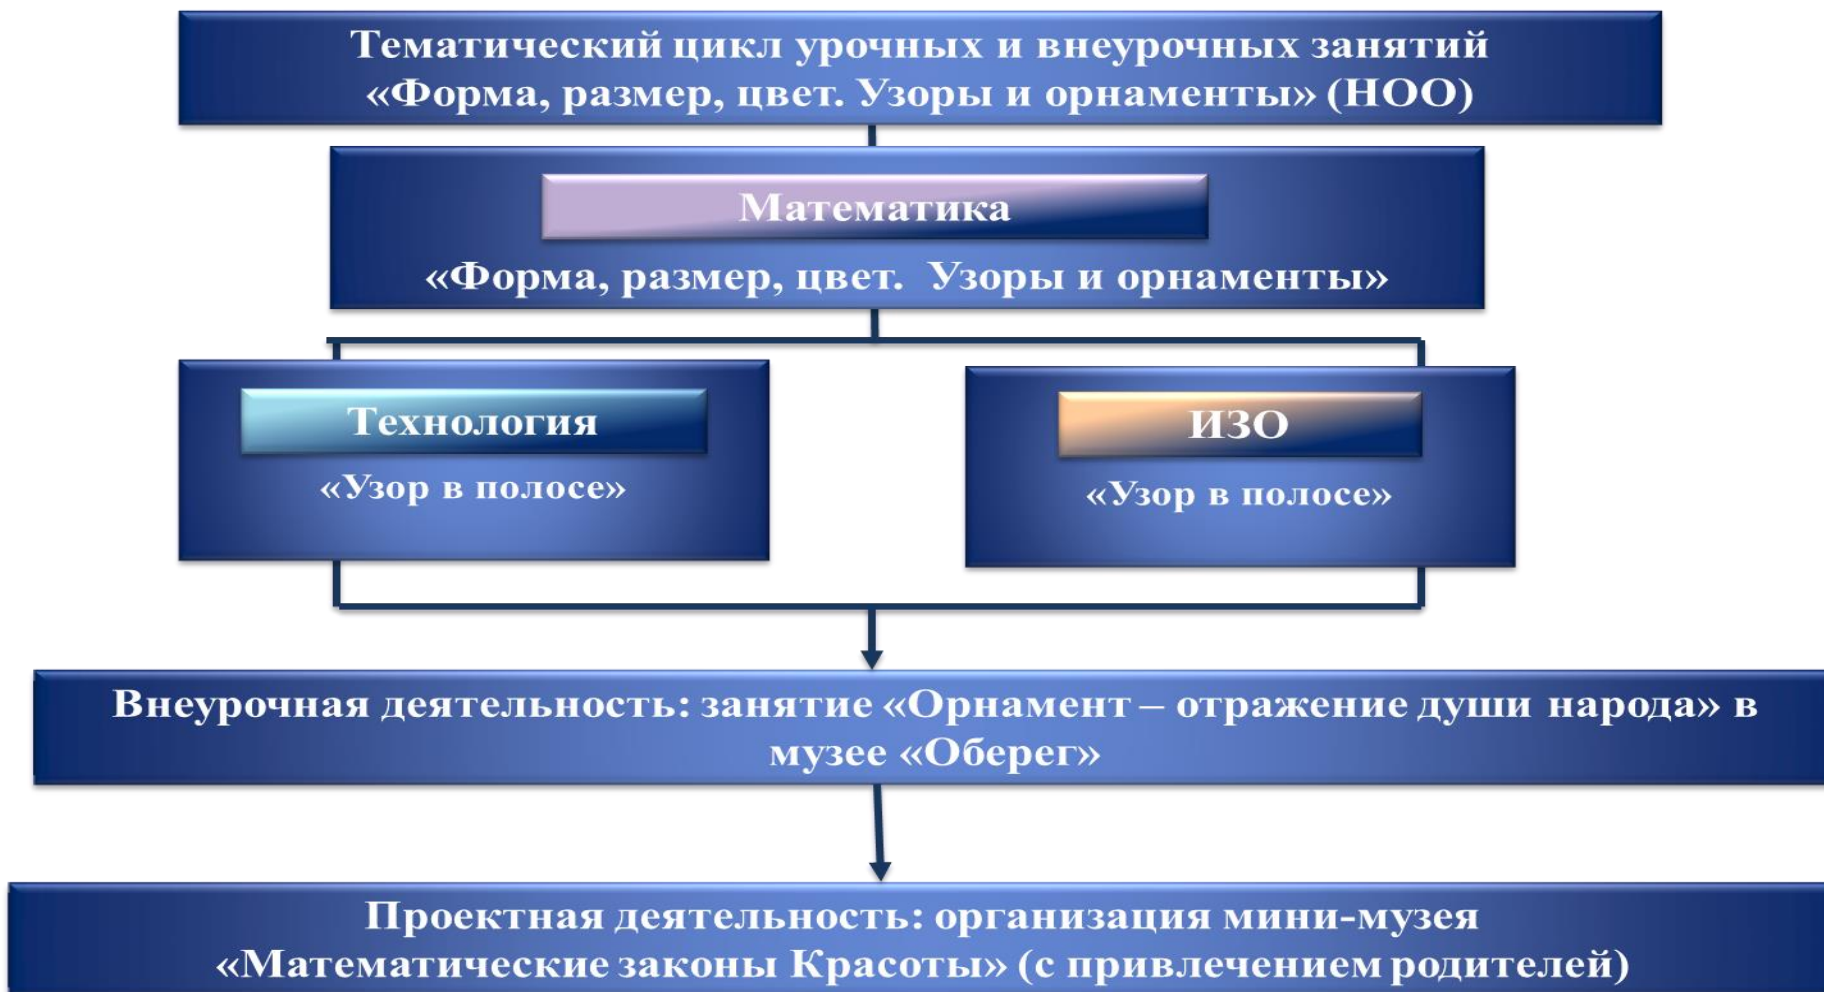 Тематический цикл урочных и внеурочных занятий
«Форма, размер, цвет. Узоры и орнаменты» (НОО)
Математика
«Форма, размер, цвет. Узоры и орнаменты»
Технология
«Узор в полосе»
ИЗО
«Узор в полосе»
Внеурочная деятельность: занятие «Орнамент – отражение души народа» в
музее «Оберег»
Проектная деятельность: организация мини-музея
«Математические законы Красоты» (с привлечением родителей)